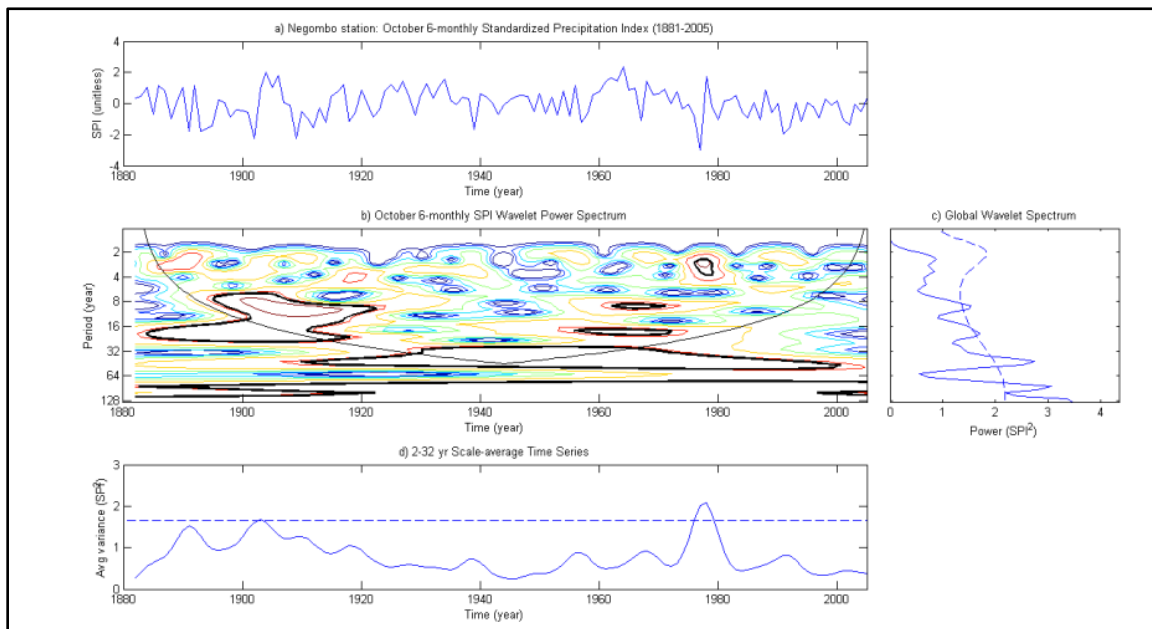 a) Negombo station: October 6-monthly Standardized Precipitation Index (1881-2005)
4
2
0
-2
-4
SPI (unitless)
1880 1900 1920 1940 1960 1980 2000
Time (year)
b) October 6-monthly SPI Wavelet Power Spectrum
2
4
8
16
32
64
128
Period (year)
1880 1900 1920 1940 1960 1980 2000
Time (year)
c) Global Wavelet Spectrum
0 1 2 3 4
Power (SPI²)
d) 2-32 yr Scale-average Time Series
3
2
1
0
Avg variance (SPI²)
1880 1900 1920 1940 1960 1980 2000
Time (year)